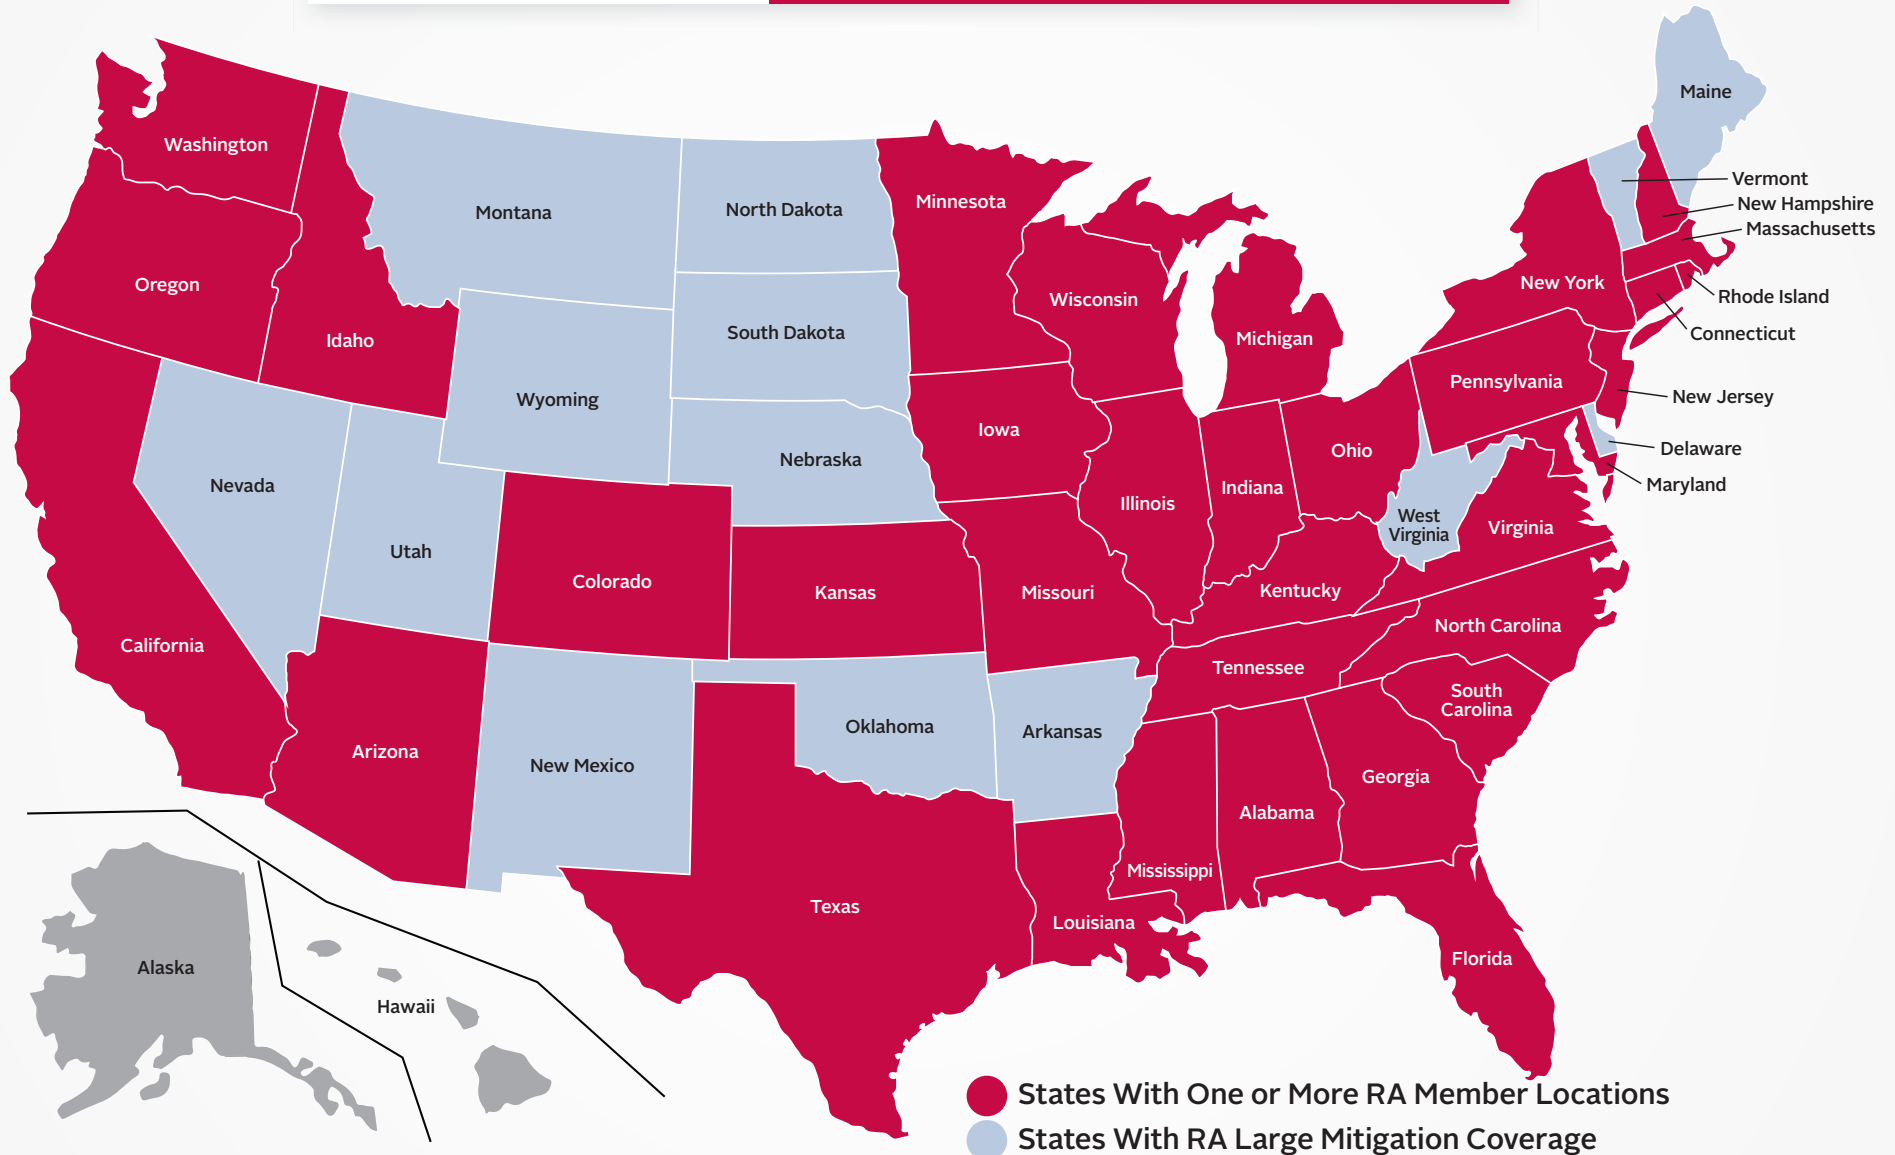 Maine
Washington
Vermont
New Hampshire
Massachusetts
Montana
North Dakota
Minnesota
Oregon
New York
Rhode Island
Connecticut
Idaho
South Dakota
Wisconsin
Michigan
Pennsylvania
New Jersey
Wyoming
Iowa
Ohio
Delaware
Maryland
Nebraska
Nevada
Indiana
Illinois
West
Virginia
Virginia
Utah
Colorado
Kansas
Missouri
Kentucky
California
North Carolina
Tennessee
South
Carolina
Arizona
New Mexico
Oklahoma
Arkansas
Georgia
Alabama
Mississippi
Texas
Louisiana
Florida
Alaska
Hawaii
States With One or More RA Member Locations
States With RA Large Mitigation Coverage